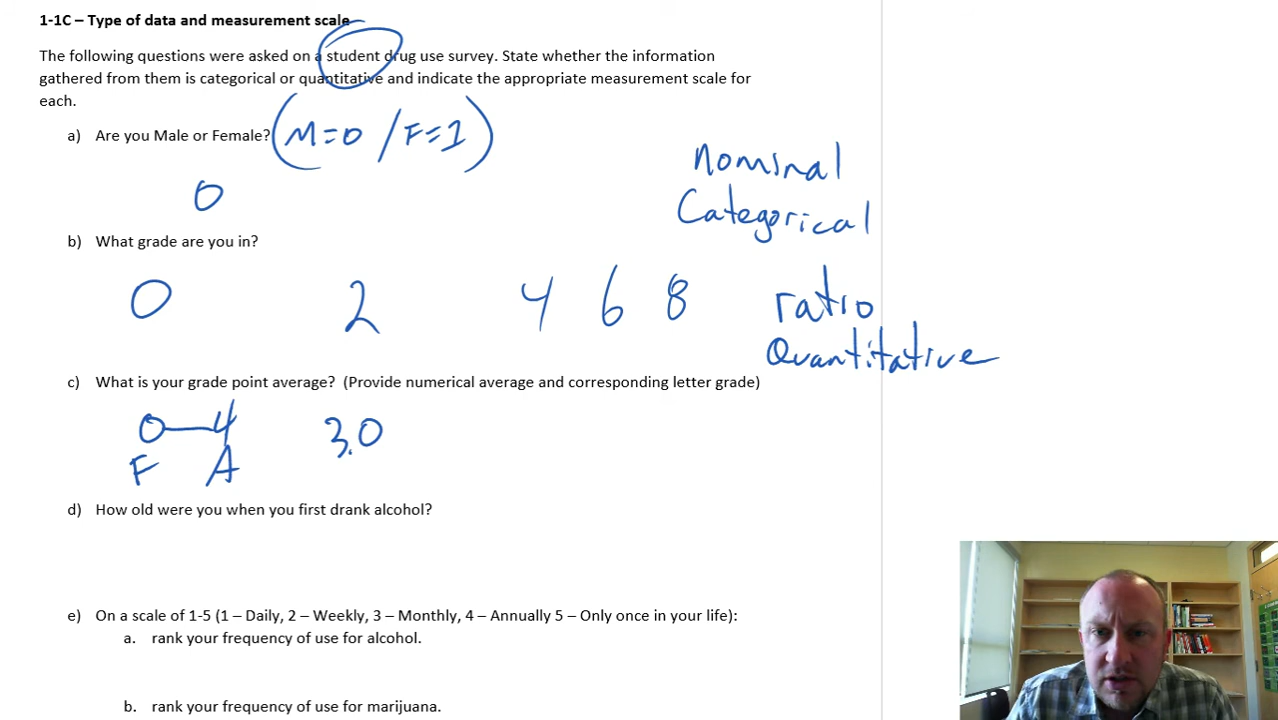 1-1C – Type of data and measurement scale
The following questions were asked on a student drug use survey. State whether the information
gathered from them is categorical or quantitative and indicate the appropriate measurement scale for
each.
a) Are you Male or Female? (M=0 / F=1)
Nominal
0
Categorical
b) What grade are you in?
0 2 4 6 8 ratio
Quantitative
c) What is your grade point average? (Provide numerical average and corresponding letter grade)
0—4 3.0
F A
d) How old were you when you first drank alcohol?
e) On a scale of 1-5 (1 – Daily, 2 – Weekly, 3 – Monthly, 4 – Annually 5 – Only once in your life):
a. rank your frequency of use for alcohol.
b. rank your frequency of use for marijuana.